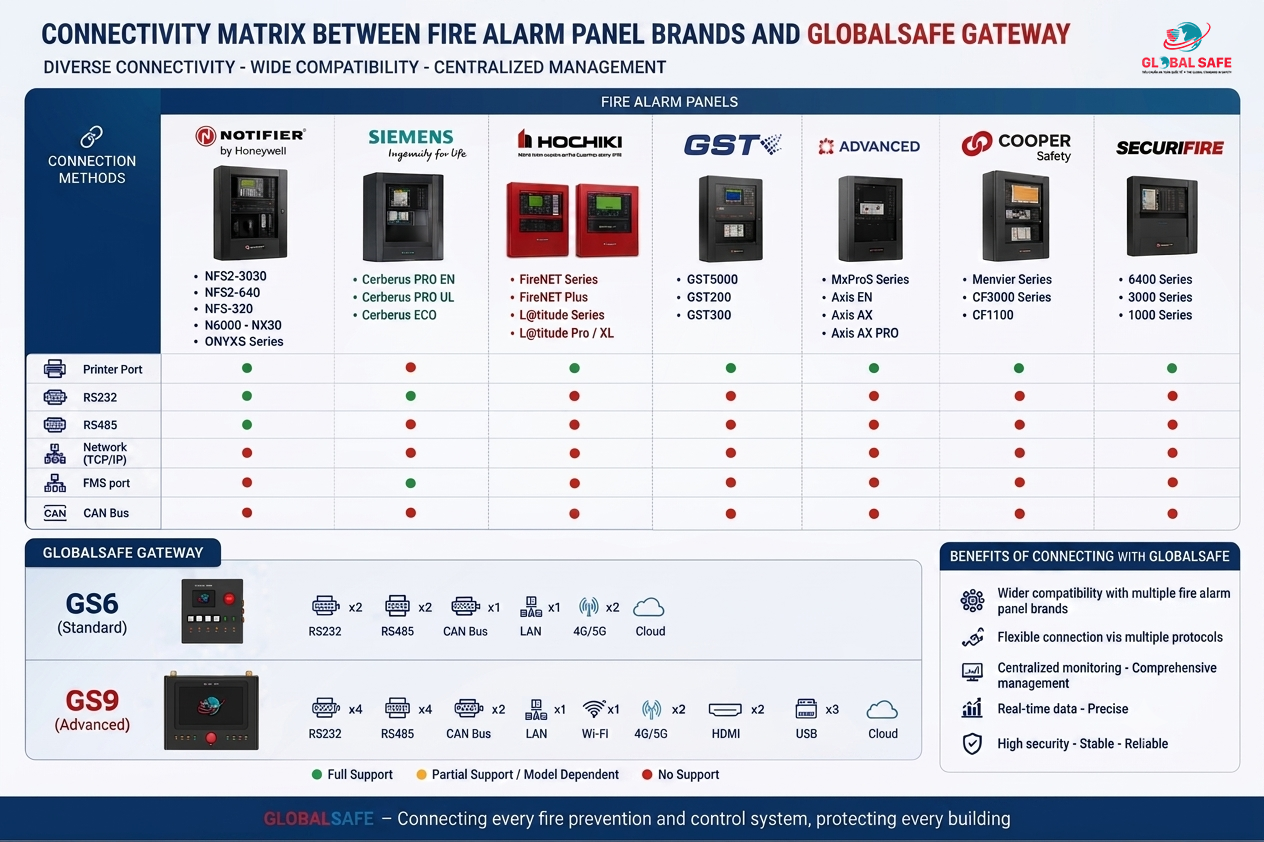 CONNECTIVITY MATRIX BETWEEN FIRE ALARM PANEL BRANDS AND GLOBALSAFE GATEWAY
DIVERSE CONNECTIVITY - WIDE COMPATIBILITY - CENTRALIZED MANAGEMENT
GLOBAL SAFE
FIRE ALARM PANELS
CONNECTION
METHODS
NOTIFIER®
by Honeywell
SIEMENS
Ingenuity for life
HOCHIKI
GST
ADVANCED
COOPER
Safety
SECURIFIRE
• NFS2-3030
• NFS2-640
• NFS-320
• N6000 - NX30
• ONYXS Series
• Cerberus PRO EN
• Cerberus PRO UL
• Cerberus ECO
• FireNET Series
• FireNET Plus
• L@titude Series
• L@titude Pro / XL
• GST5000
• GST200
• GST300
• MxProS Series
• Axis EN
• Axis AX
• Axis AX PRO
• Menvier Series
• CF3000 Series
• CF1100
• 6400 Series
• 3000 Series
• 1000 Series
Printer Port
RS232
RS485
Network
(TCP/IP)
FMS port
CAN CAN Bus
GLOBALSAFE GATEWAY
GS6
(Standard)
x2 x2 x1 x1 x2
RS232 RS485 CAN Bus LAN 4G/5G Cloud
GS9
(Advanced)
x4 x4 x2 x1 x1 x2 x2 x3
RS232 RS485 CAN Bus LAN Wi-FI 4G/5G HDMI USB Cloud
BENEFITS OF CONNECTING WITH GLOBALSAFE
Wider compatibility with multiple fire alarm
panel brands
Flexible connection vis multiple protocols
Centralized monitoring - Comprehensive
management
Real-time data - Precise
High security - Stable - Reliable
Full Support Partial Support / Model Dependent No Support
GLOBALSAFE – Connecting every fire prevention and control system, protecting every building